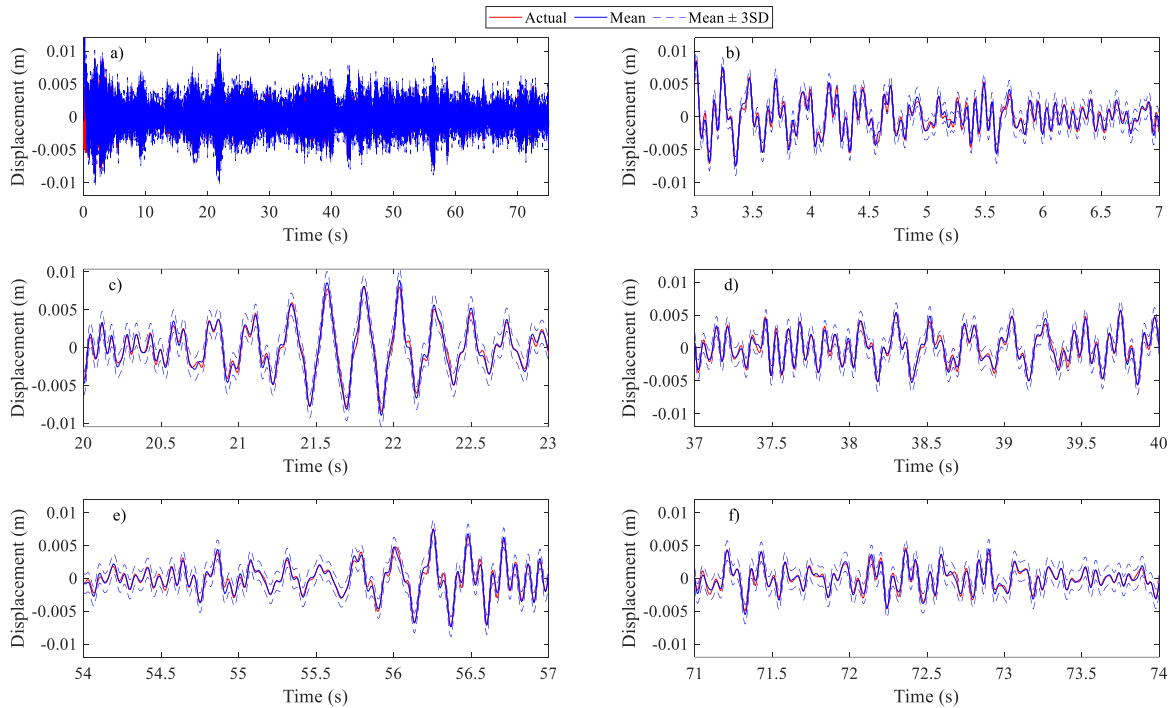 Actual Mean Mean ± 3SD
a)
Displacement (m)
0.01
0.005
0
-0.005
-0.01
0 10 20 30 40 50 60 70
Time (s)
b)
Displacement (m)
0.01
0.005
0
-0.005
-0.01
3 3.5 4 4.5 5 5.5 6 6.5 7
Time (s)
c)
Displacement (m)
0.01
0.005
0
-0.005
-0.01
20 20.5 21 21.5 22 22.5 23
Time (s)
d)
Displacement (m)
0.01
0.005
0
-0.005
-0.01
37 37.5 38 38.5 39 39.5 40
Time (s)
e)
Displacement (m)
0.01
0.005
0
-0.005
-0.01
54 54.5 55 55.5 56 56.5 57
Time (s)
f)
Displacement (m)
0.01
0.005
0
-0.005
-0.01
71 71.5 72 72.5 73 73.5 74
Time (s)